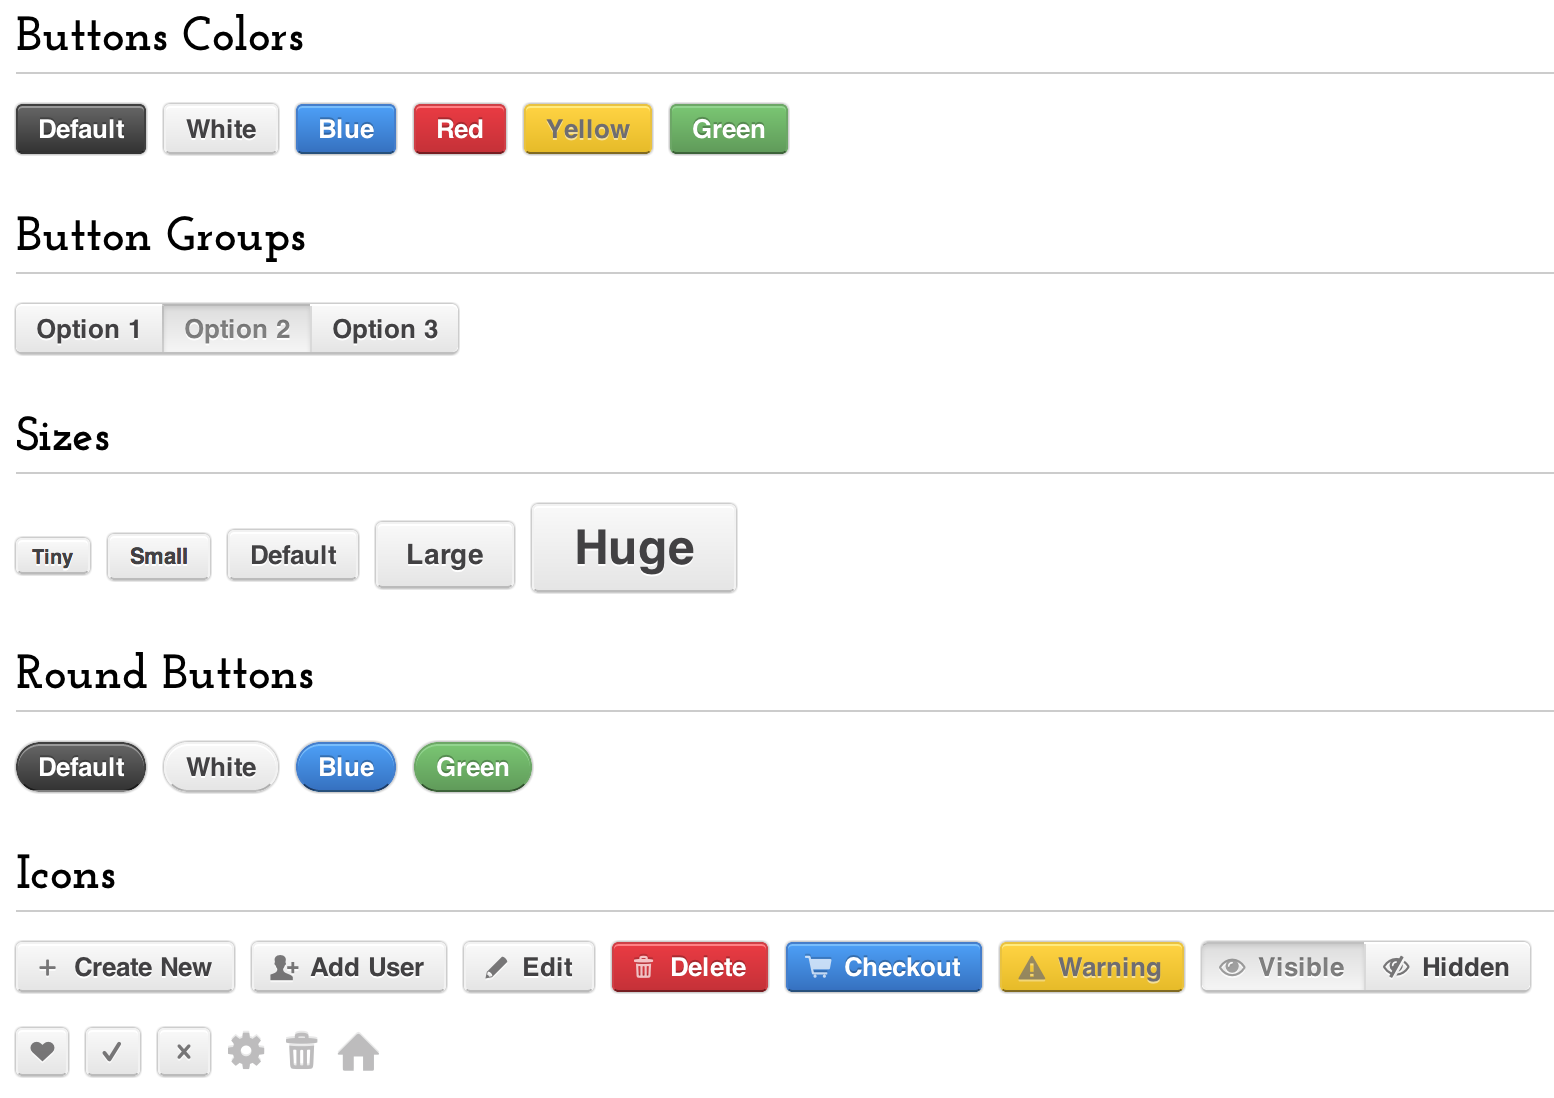 Buttons Colors
Default White Blue Red Yellow Green
Button Groups
Option 1 Option 2 Option 3
Sizes
Tiny Small Default Large Huge
Round Buttons
Default White Blue Green
Icons
Create New Add User Edit Delete Checkout Warning Visible Hidden